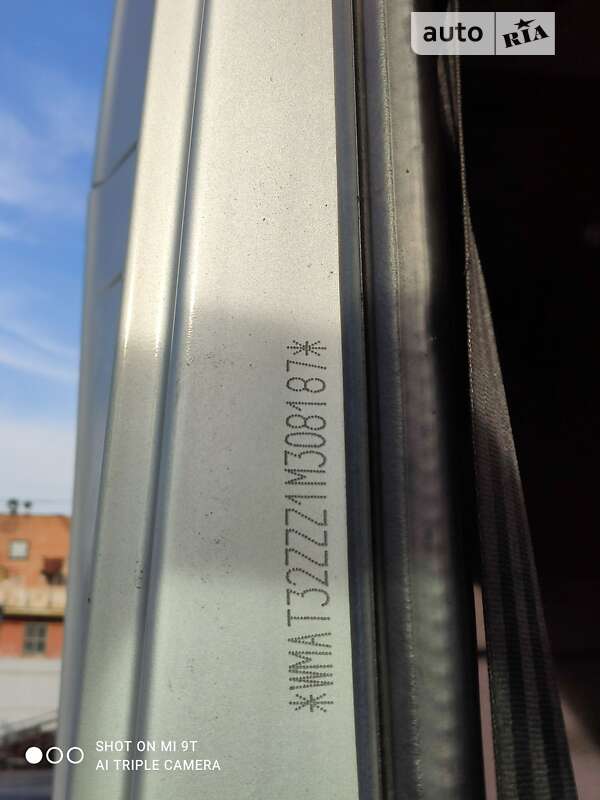 auto RIA
*WMAT32ZZZ1M308187*
SHOT ON MI 9T
AI TRIPLE CAMERA